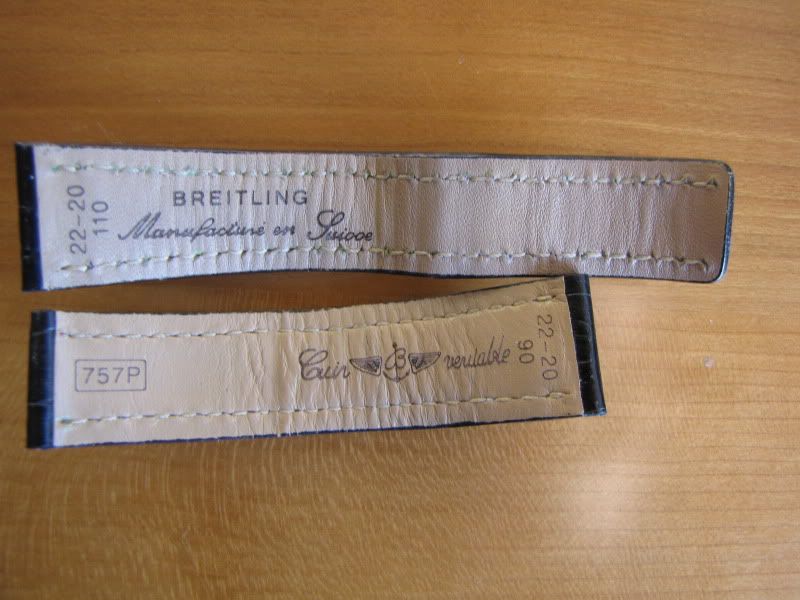 22-20
110
BREITLING
Manufacturé en Suisse
757P
Cuir B véritable
22-20
90